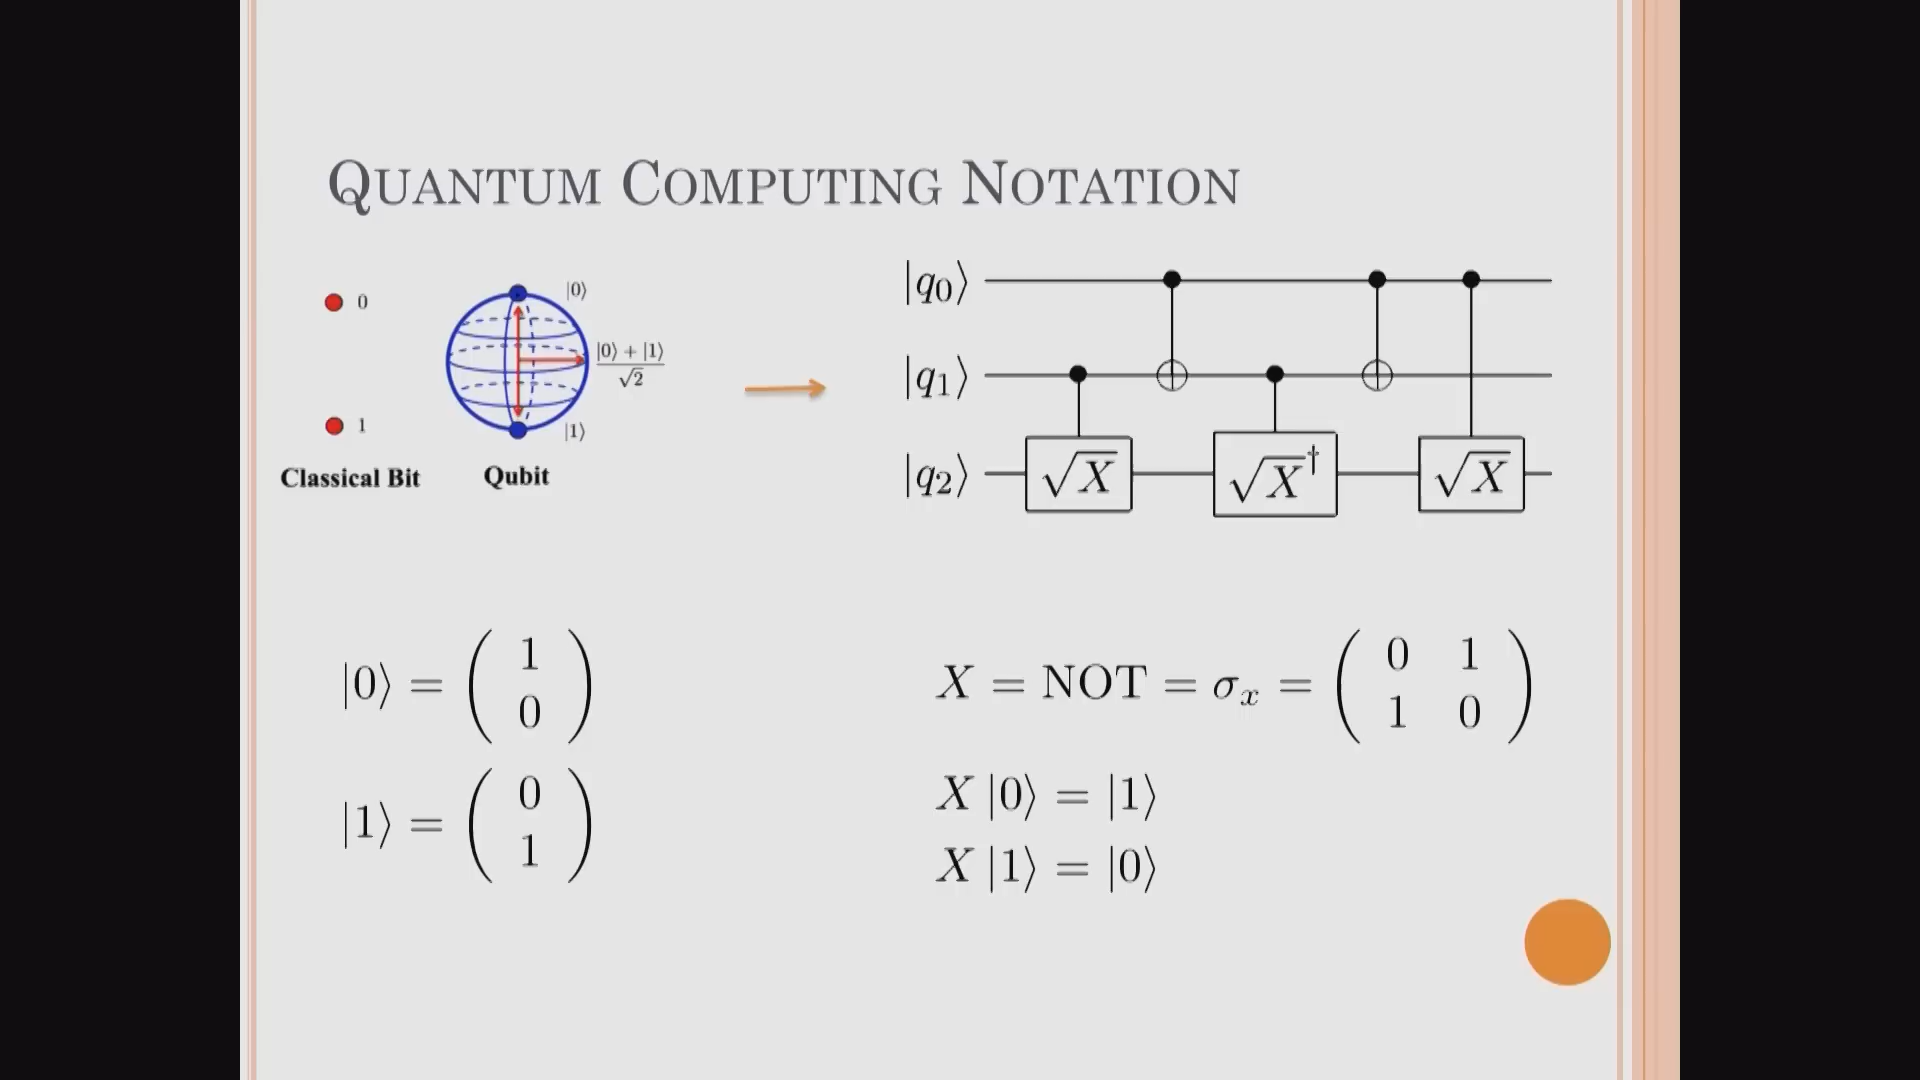 QUANTUM COMPUTING NOTATION
0
1
Classical Bit
|0⟩
|0⟩ + |1⟩
√2
|1⟩
Qubit
|q₀⟩
|q₁⟩
|q₂⟩ √X √X† √X
|0⟩ = ( 1
0 )
|1⟩ = ( 0
1 )
X = NOT = σₓ = ( 0 1
1 0 )
X |0⟩ = |1⟩
X |1⟩ = |0⟩